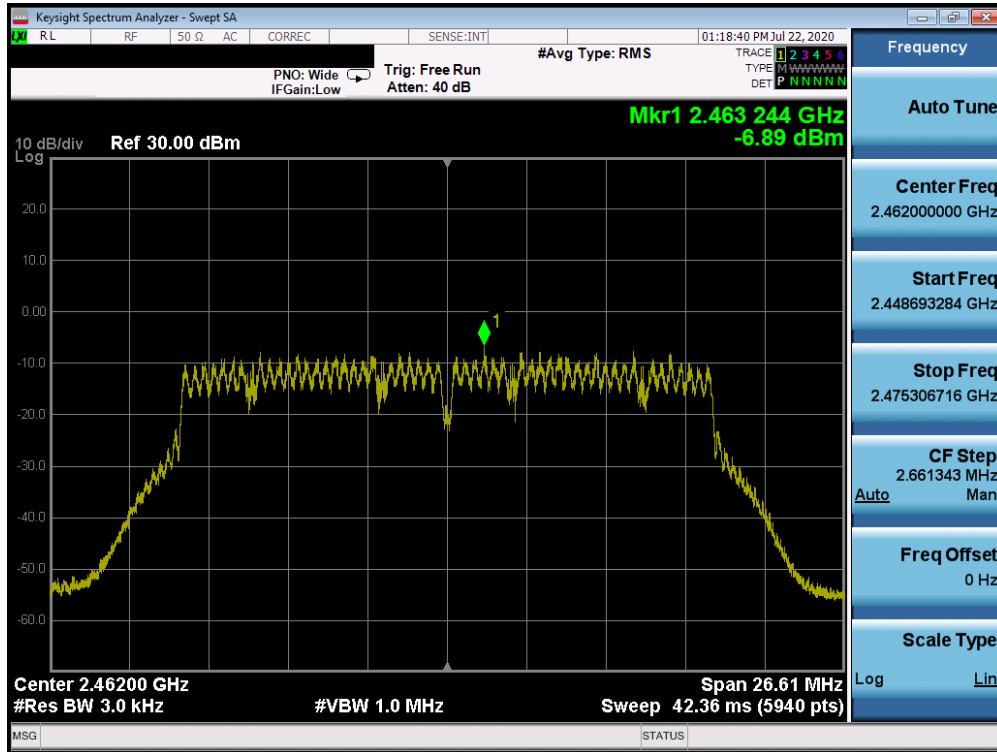 Keysight Spectrum Analyzer - Swept SA
LXI RL RF 50 Ω AC CORREC SENSE:INT 01:18:40 PM Jul 22, 2020
#Avg Type: RMS
TRACE 1 2 3 4 5 6
TYPE M WWWWW
DET P N N N N N
PNO: Wide
IFGain:Low
Trig: Free Run
Atten: 40 dB
Mkr1 2.463 244 GHz
-6.89 dBm
10 dB/div
Log
Ref 30.00 dBm
20.0
10.0
0.00
-10.0
-20.0
-30.0
-40.0
-50.0
-60.0
1
Center 2.46200 GHz
Span 26.61 MHz
#Res BW 3.0 kHz
#VBW 1.0 MHz
Sweep 42.36 ms (5940 pts)
MSG
STATUS
Frequency
Auto Tune
Center Freq
2.462000000 GHz
Start Freq
2.448693284 GHz
Stop Freq
2.475306716 GHz
CF Step
2.661343 MHz
Auto Man
Freq Offset
0 Hz
Scale Type
Log Lin